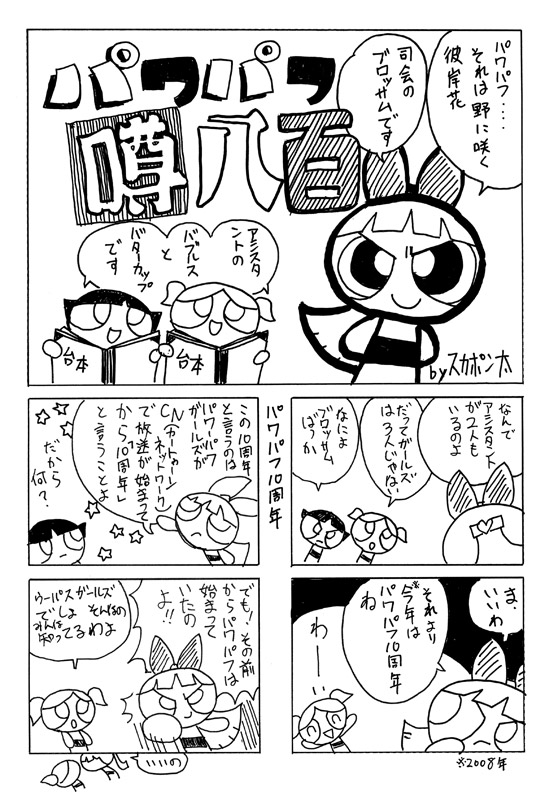 パワパフ
噂八百
パワパフ・・・・
それは野に咲く
彼岸花
司会の
ブロッサムです
アシスタ
ントの
バブルス
と
バターカップ
です
台本
台本
byスカポン太
なんで
アシスタント
が2人も
いるのよ
だってガールズ
は3人じゃない
なによ
ブロッサム
ばっか
ま、
いいわ
それより
※今年は
パワパフ10周年
ね
わーい
※2008年
パワパフ10周年
この10周年
と言うのは
パワパフ
ガールズが
CN(カートゥーン
ネットワーク)
で放送が始まって
から「10周年」
と言うことよ
だから
何?
でも!その前
からパワパフは
始まって
いたの
よ!!
ウーパスガールズ
でしょ そんなの
みんな
知ってるわよ
・・・・いいの